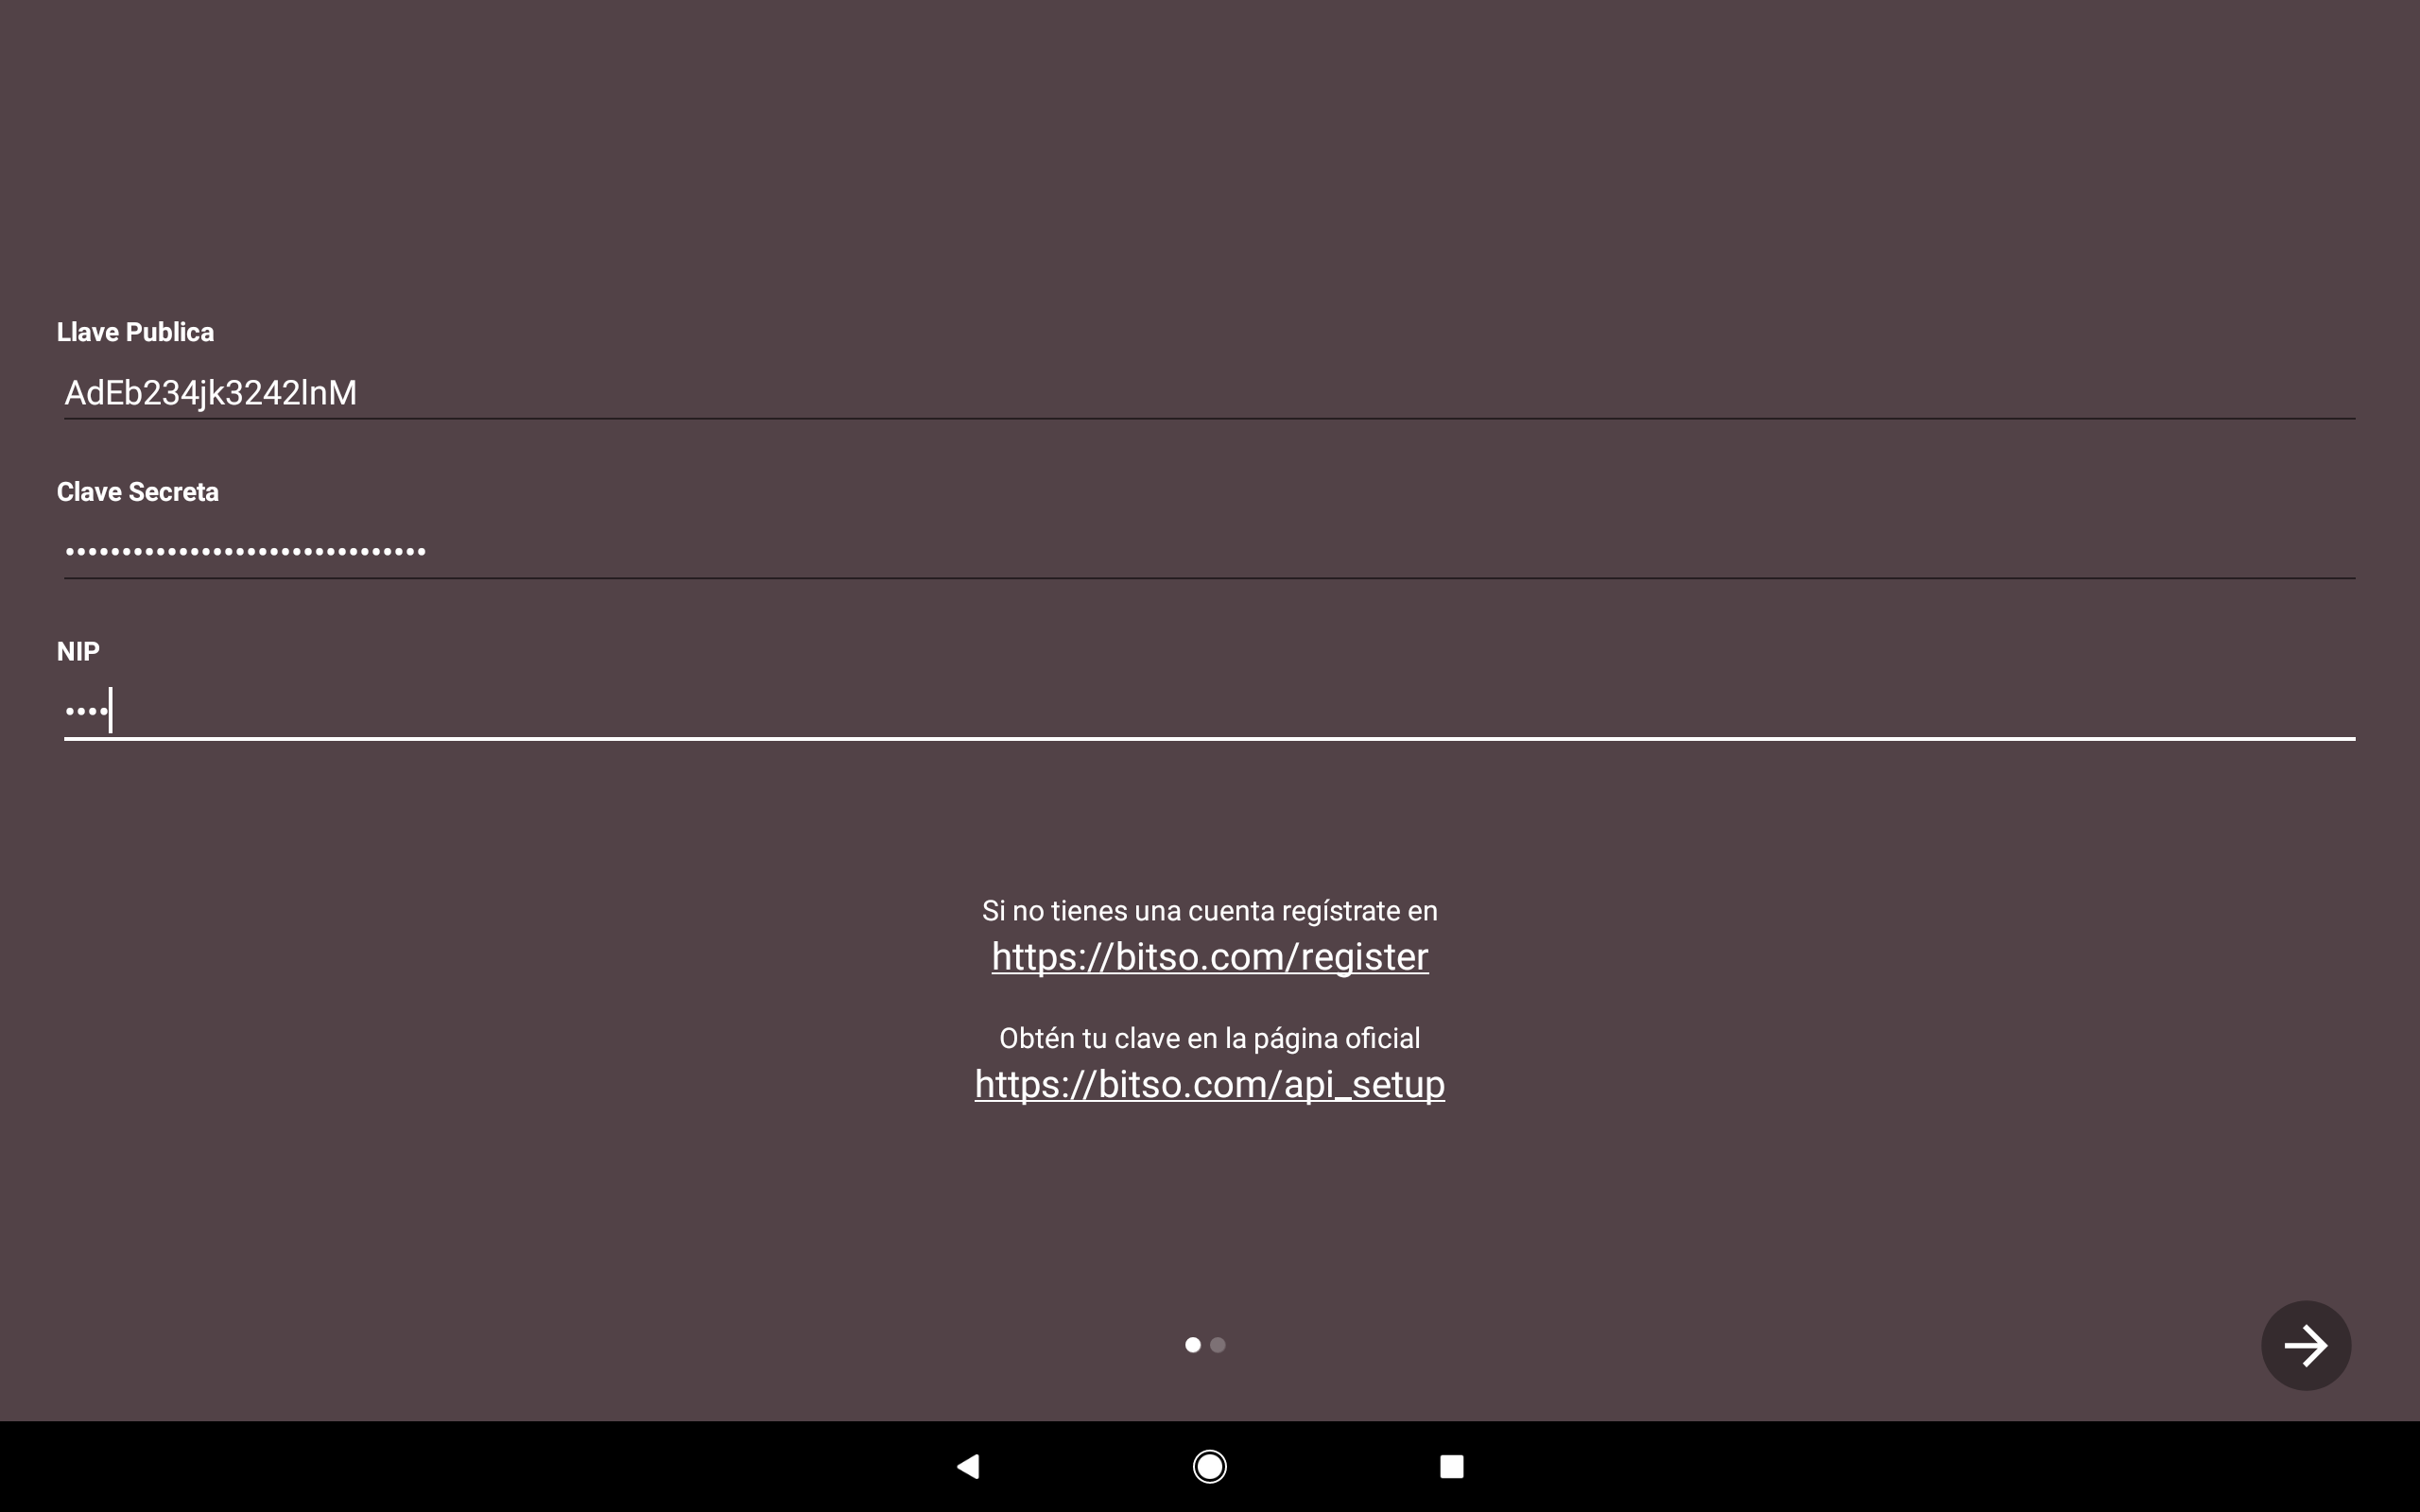 Llave Publica
AdEb234jk3242lnM
Clave Secreta
••••••••••••••••••••••••••••••••
NIP
••••
Si no tienes una cuenta regístrate en
https://bitso.com/register
Obtén tu clave en la página oficial
https://bitso.com/api_setup